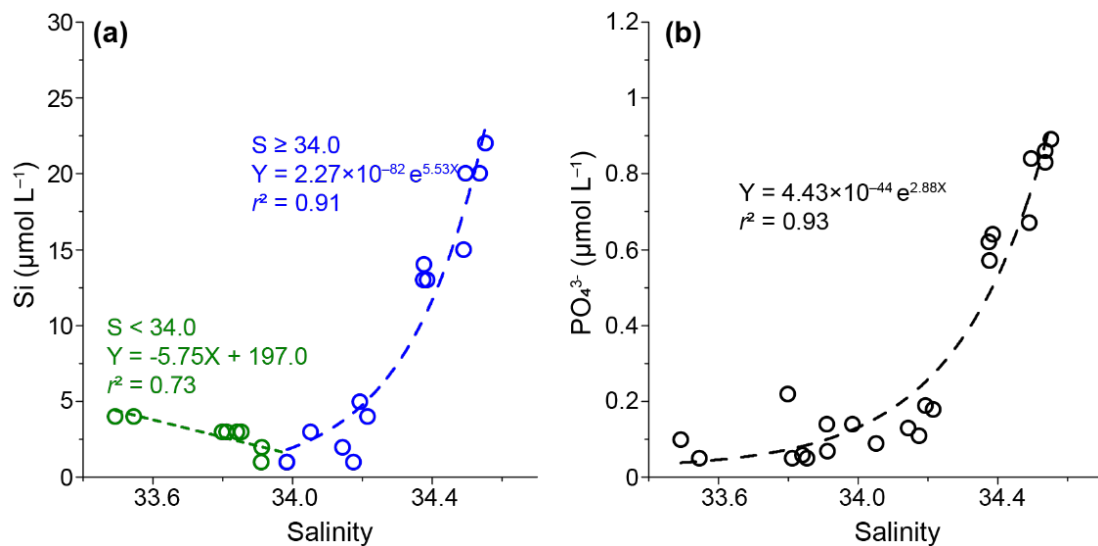 (a)
30
25
20
15
10
5
0
Si (μmol L⁻¹)
S ≥ 34.0
Y = 2.27×10⁻⁸² e⁵·⁵³ˣ
r² = 0.91
S < 34.0
Y = -5.75X + 197.0
r² = 0.73
33.6 34.0 34.4
Salinity
(b)
1.2
1
0.8
0.6
0.4
0.2
0
PO₄³⁻ (μmol L⁻¹)
Y = 4.43×10⁻⁴⁴ e²·⁸⁸ˣ
r² = 0.93
33.6 34.0 34.4
Salinity